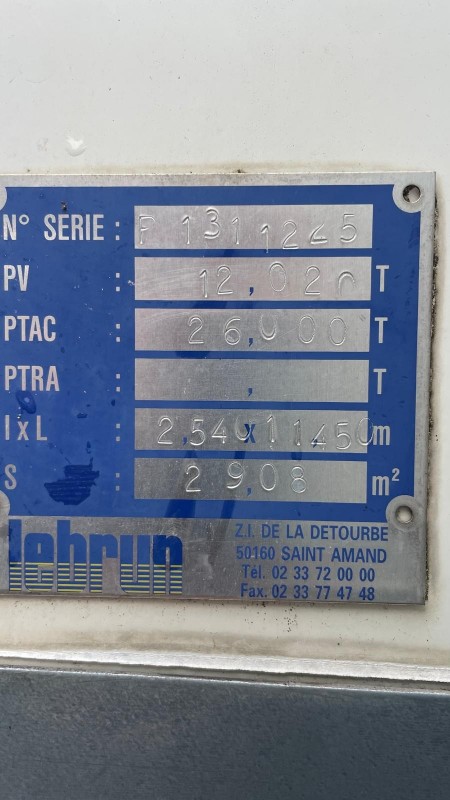 N° SERIE : F 1311245
PV : 12,020 T
PTAC : 26,000 T
PTRA : , T
l x L : 2,540 x 11,450 m
S : 29,08 m²
lebrun
Z.I. DE LA DETOURBE
50160 SAINT AMAND
Tél. 02 33 72 00 00
Fax. 02 33 77 47 48